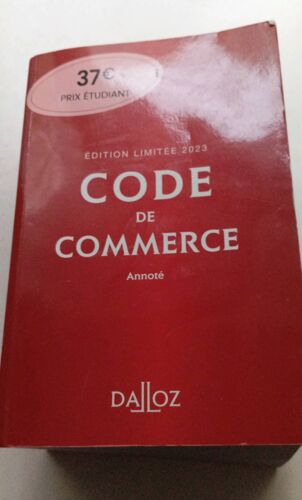 37€
PRIX ÉTUDIANT
ÉDITION LIMITÉE 2023
CODE
DE
COMMERCE
Annoté
DALLOZ